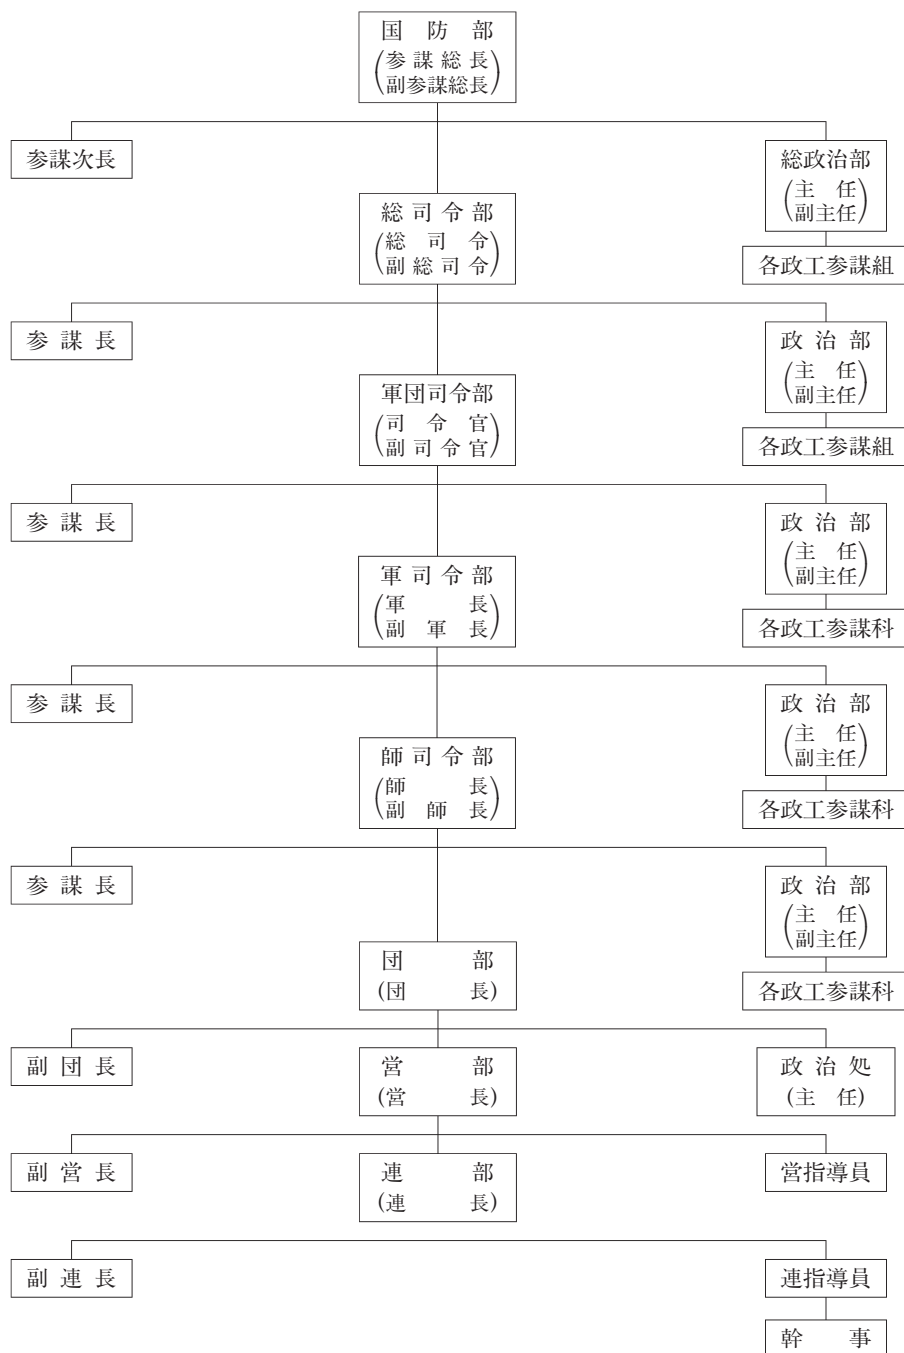 国防部
(参謀総長
副参謀総長)
参謀次長
総政治部
(主任
副主任)
各政工参謀組
総司令部
(総司令
副総司令)
参謀長
政治部
(主任
副主任)
各政工参謀組
軍団司令部
(司令官
副司令官)
参謀長
政治部
(主任
副主任)
各政工参謀科
軍司令部
(軍長
副軍長)
参謀長
政治部
(主任
副主任)
各政工参謀科
師司令部
(師長
副師長)
参謀長
政治部
(主任
副主任)
各政工参謀科
団部
(団長)
副団長
政治処
(主任)
営部
(営長)
副営長
営指導員
連部
(連長)
副連長
連指導員
幹事